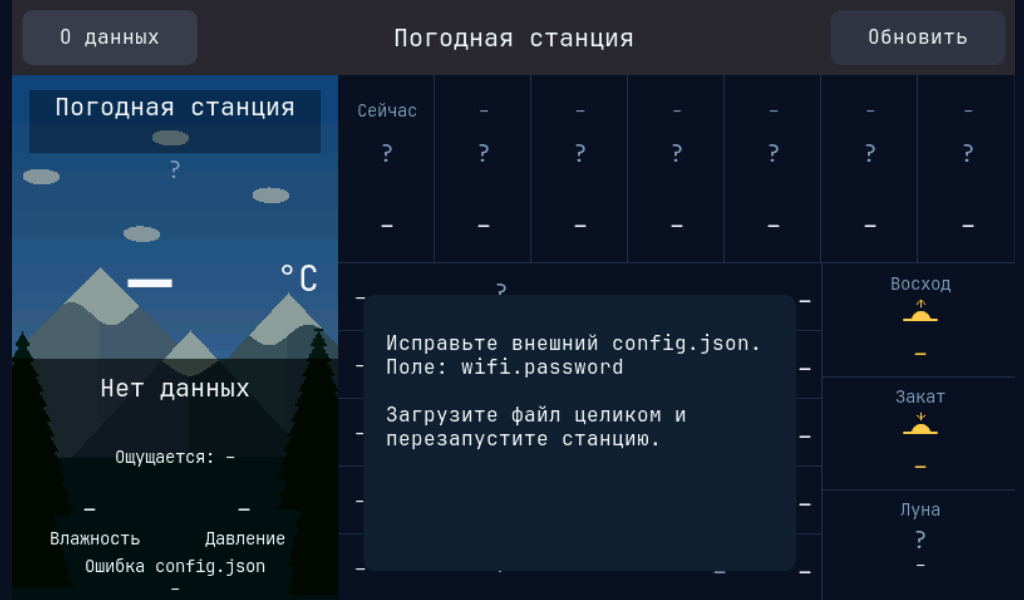 О данных
Погодная станция
Обновить
Погодная станция
?
—
°C
Нет данных
Ощущается: –
– –
Влажность Давление
Ошибка config.json
–
Сейчас – – – – – –
? ? ? ? ? ? ?
– – – – – – –
– ? –
– –
– –
– –
– – –
Исправьте внешний config.json.
Поле: wifi.password
Загрузите файл целиком и
перезапустите станцию.
Восход
–
Закат
–
Луна
?
–